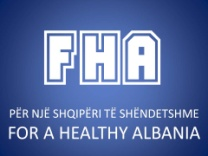 FHA
PËR NJË SHQIPËRI TË SHËNDETSHME
FOR A HEALTHY ALBANIA